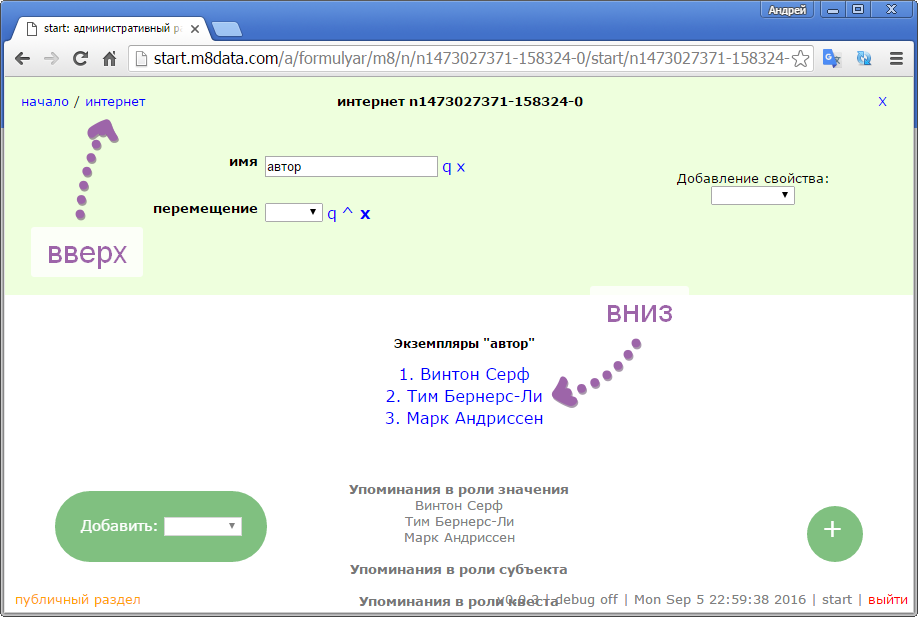 Андрей
start: административный р
start.m8data.com/a/formulyar/m8/n/n1473027371-158324-0/start/n1473027371-158324-
начало / интернет
интернет n1473027371-158324-0
X
имя автор q x
Добавление свойства:
перемещение q ^ x
вверх
вниз
Экземпляры "автор"
1. Винтон Серф
2. Тим Бернерс-Ли
3. Марк Андриссен
Упоминания в роли значения
Винтон Серф
Тим Бернерс-Ли
Марк Андриссен
Добавить:
+
Упоминания в роли субъекта
Упоминания в роли квеста
публичный раздел
v0.0.3 | debug off | Mon Sep 5 22:59:38 2016 | start | выйти